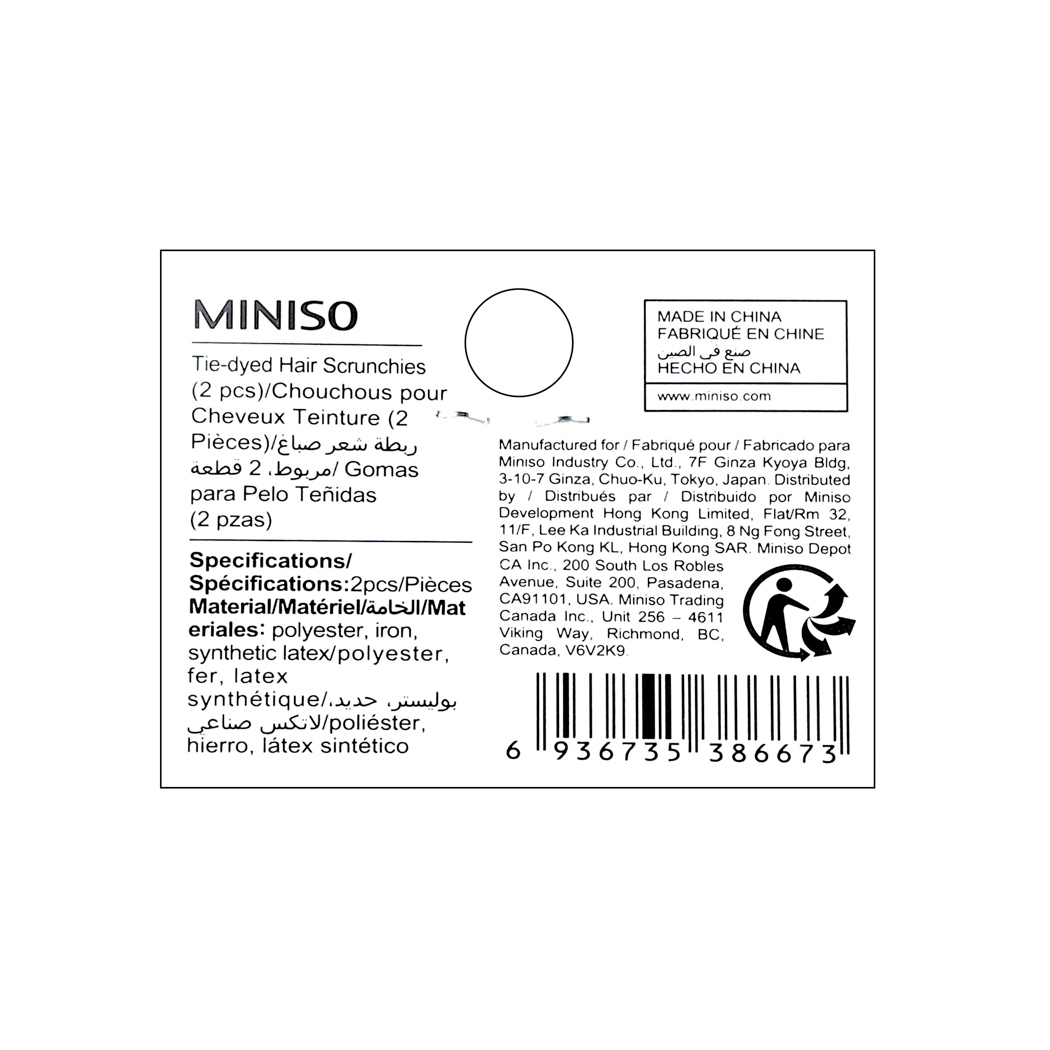 MINISO
Tie-dyed Hair Scrunchies
(2 pcs)/Chouchous pour
Cheveux Teinture (2
Pièces)/ربطة شعر صباغ
مربوط، 2 قطعة/ Gomas
para Pelo Teñidas
(2 pzas)
Specifications/
Spécifications:2pcs/Pièces
Material/Matériel/الخامة/Mat
eriales: polyester, iron,
synthetic latex/polyester,
fer, latex
synthétique/بوليستر، حديد،
لاتكس صناعي/poliéster,
hierro, látex sintético
MADE IN CHINA
FABRIQUÉ EN CHINE
صنع في الصين
HECHO EN CHINA
www.miniso.com
Manufactured for / Fabriqué pour / Fabricado para
Miniso Industry Co., Ltd., 7F Ginza Kyoya Bldg,
3-10-7 Ginza, Chuo-Ku, Tokyo, Japan. Distributed
by / Distribués par / Distribuido por Miniso
Development Hong Kong Limited, Flat/Rm 32,
11/F, Lee Ka Industrial Building, 8 Ng Fong Street,
San Po Kong KL, Hong Kong SAR. Miniso Depot
CA Inc., 200 South Los Robles
Avenue, Suite 200, Pasadena,
CA91101, USA. Miniso Trading
Canada Inc., Unit 256 – 4611
Viking Way, Richmond, BC,
Canada, V6V2K9.
6 936735 386673